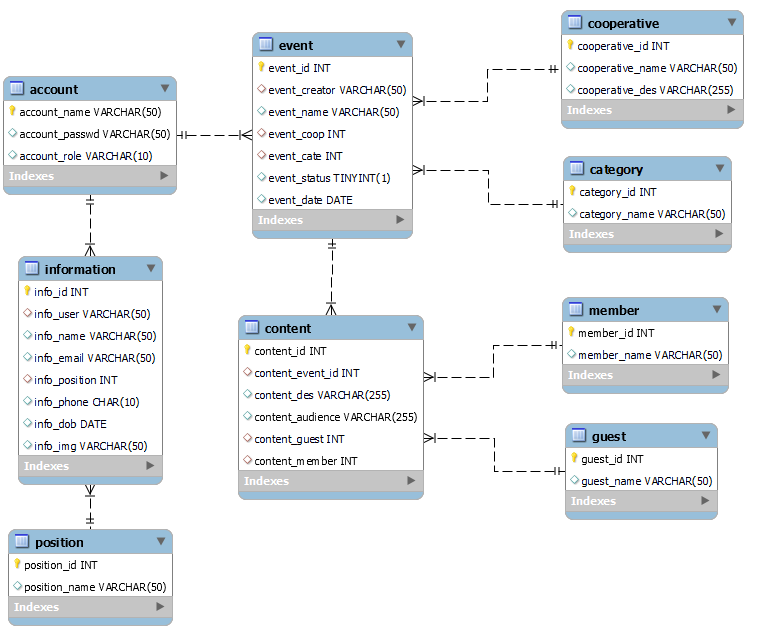 account
account_name VARCHAR(50)
account_passwd VARCHAR(50)
account_role VARCHAR(10)
Indexes
information
info_id INT
info_user VARCHAR(50)
info_name VARCHAR(50)
info_email VARCHAR(50)
info_position INT
info_phone CHAR(10)
info_dob DATE
info_img VARCHAR(50)
Indexes
position
position_id INT
position_name VARCHAR(50)
Indexes
event
event_id INT
event_creator VARCHAR(50)
event_name VARCHAR(50)
event_coop INT
event_cate INT
event_status TINYINT(1)
event_date DATE
Indexes
content
content_id INT
content_event_id INT
content_des VARCHAR(255)
content_audience VARCHAR(255)
content_guest INT
content_member INT
Indexes
cooperative
cooperative_id INT
cooperative_name VARCHAR(50)
cooperative_des VARCHAR(255)
Indexes
category
category_id INT
category_name VARCHAR(50)
Indexes
member
member_id INT
member_name VARCHAR(50)
Indexes
guest
guest_id INT
guest_name VARCHAR(50)
Indexes